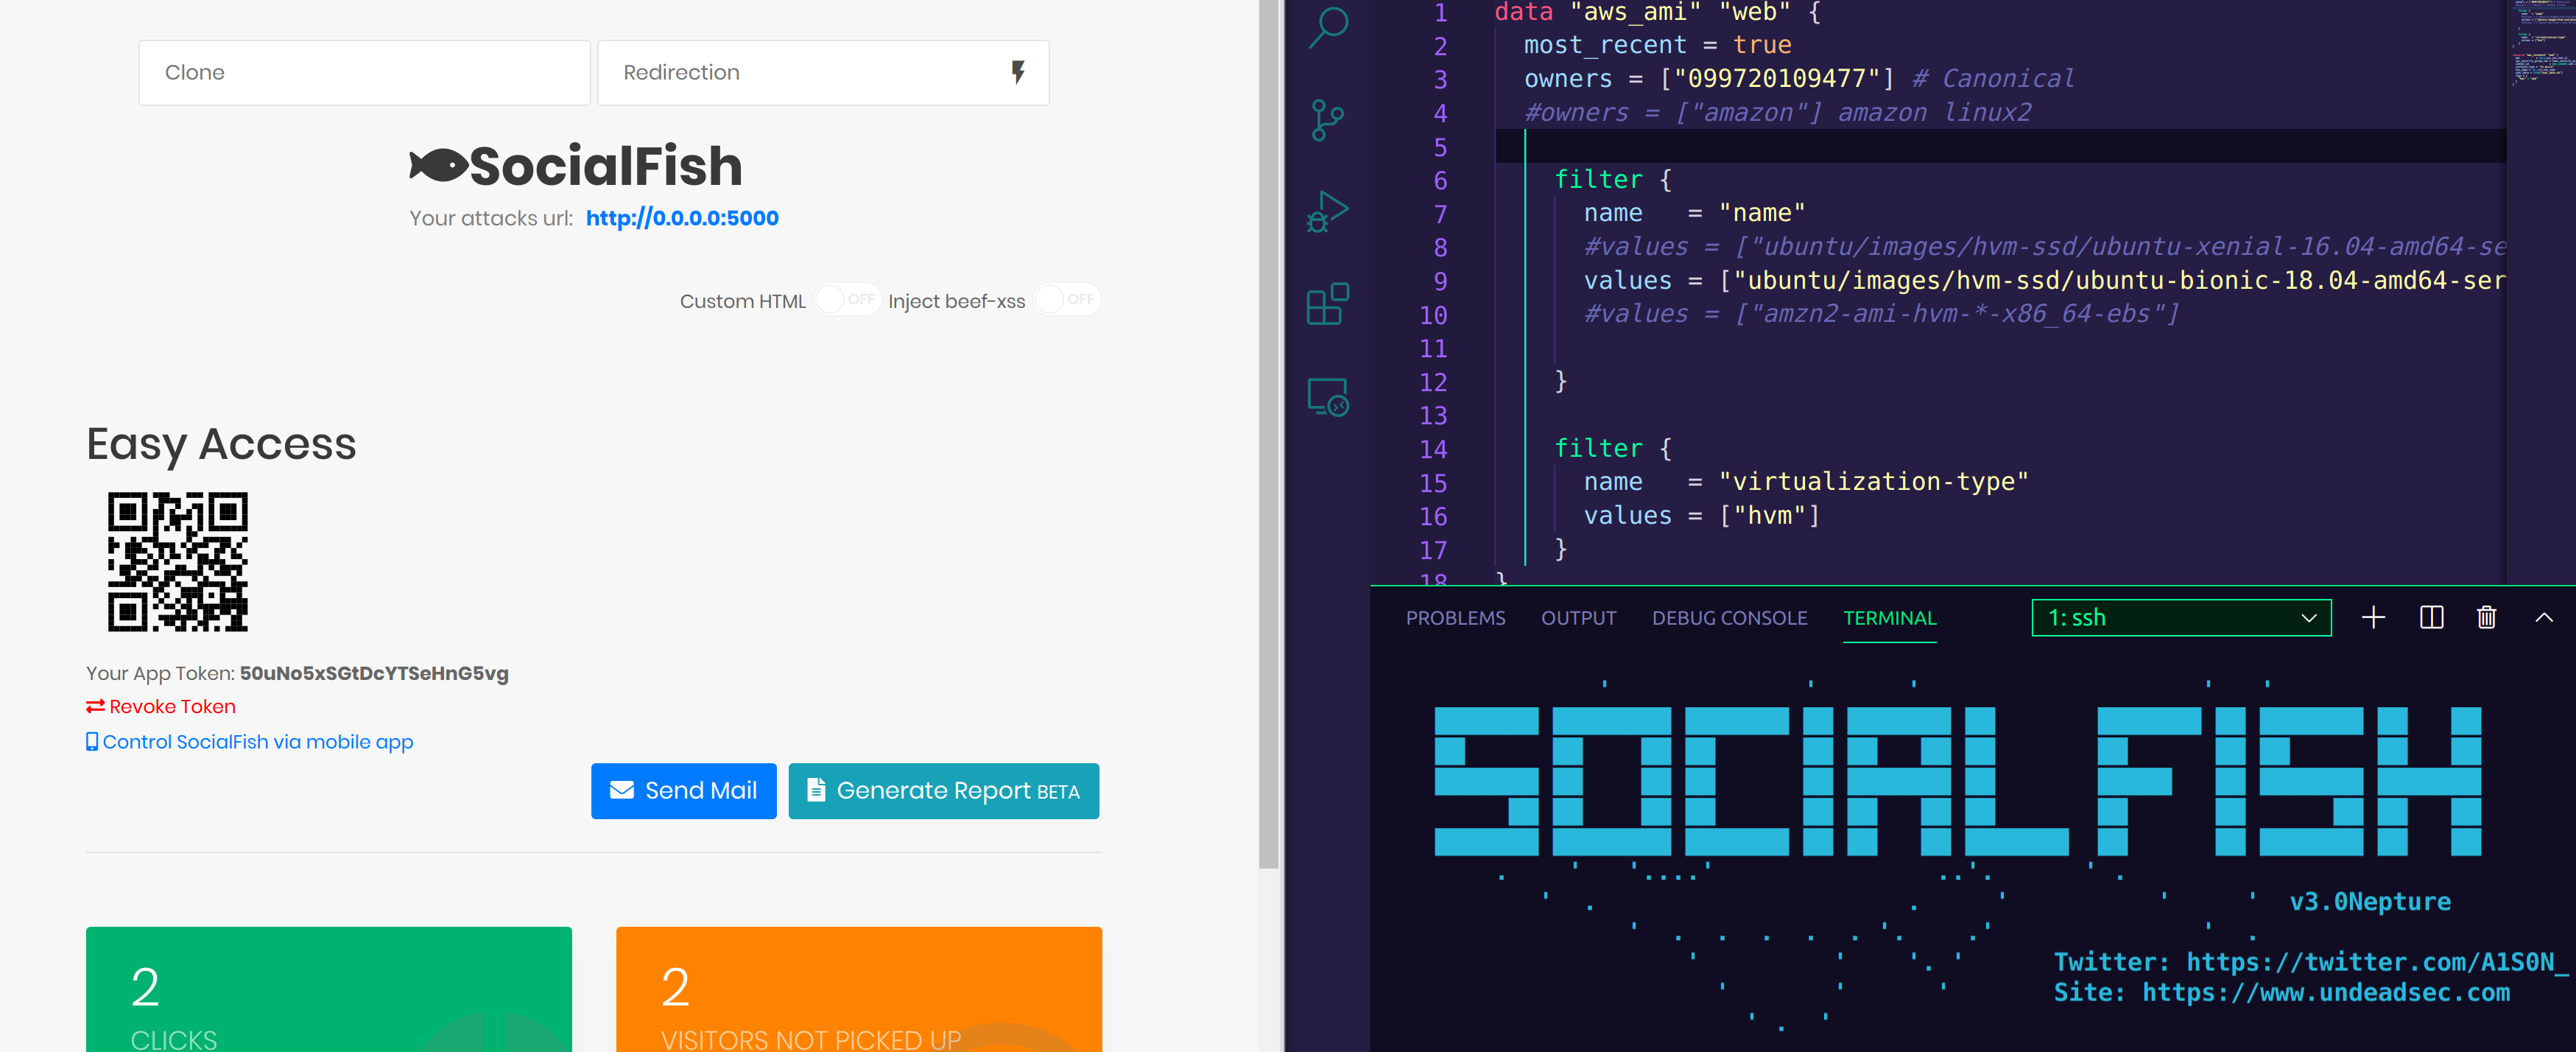 Clone
Redirection
SocialFish
Your attacks url: http://0.0.0.0:5000
Custom HTML OFF Inject beef-xss OFF
Easy Access
Your App Token: 50uNo5xSGtDcYTSeHnG5vg
Revoke Token
Control SocialFish via mobile app
Send Mail
Generate Report BETA
2
CLICKS
2
VISITORS NOT PICKED UP
1 data "aws_ami" "web" {
2 most_recent = true
3 owners = ["099720109477"] # Canonical
4 #owners = ["amazon"] amazon linux2
5
6 filter {
7 name   = "name"
8 #values = ["ubuntu/images/hvm-ssd/ubuntu-xenial-16.04-amd64-se
9 values = ["ubuntu/images/hvm-ssd/ubuntu-bionic-18.04-amd64-ser
10 #values = ["amzn2-ami-hvm-*-x86_64-ebs"]
11
12 }
13
14 filter {
15 name   = "virtualization-type"
16 values = ["hvm"]
17 }
18 }
PROBLEMS OUTPUT DEBUG CONSOLE TERMINAL 1: ssh
SOCIAL FISH
v3.0Nepture
Twitter: https://twitter.com/A1S0N_
Site: https://www.undeadsec.com